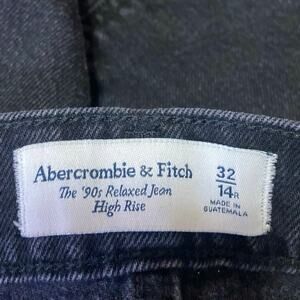 Abercrombie & Fitch
The '90s Relaxed Jean
High Rise
32
14R
MADE IN
GUATEMALA